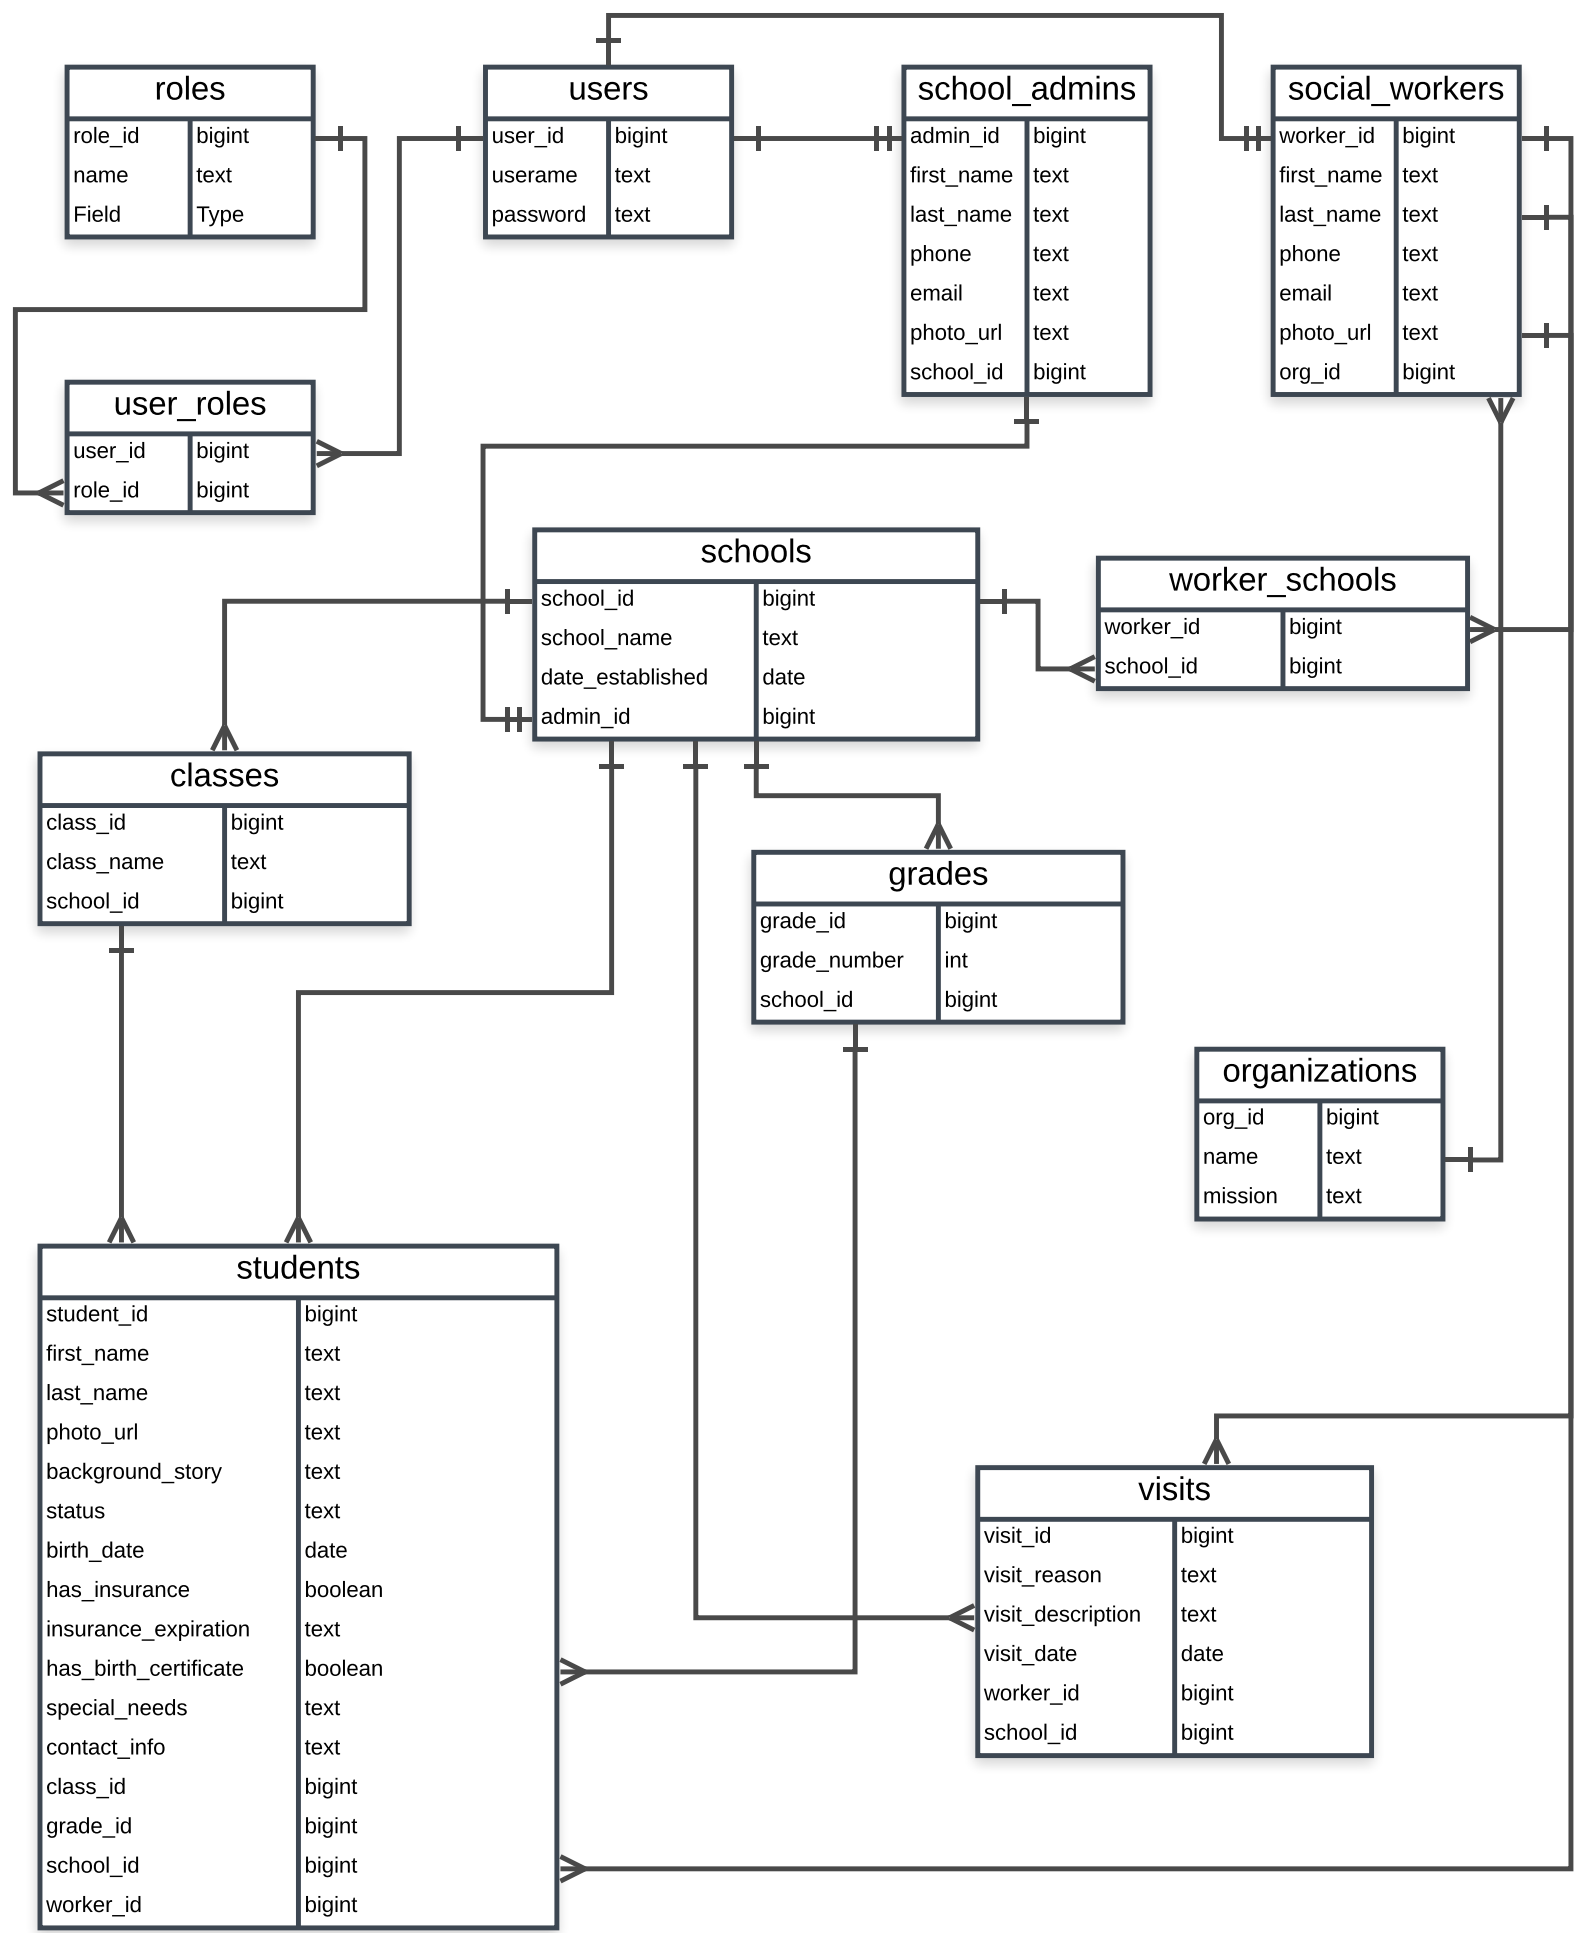 roles
role_id bigint
name text
Field Type
users
user_id bigint
userame text
password text
school_admins
admin_id bigint
first_name text
last_name text
phone text
email text
photo_url text
school_id bigint
social_workers
worker_id bigint
first_name text
last_name text
phone text
email text
photo_url text
org_id bigint
user_roles
user_id bigint
role_id bigint
schools
school_id bigint
school_name text
date_established date
admin_id bigint
worker_schools
worker_id bigint
school_id bigint
classes
class_id bigint
class_name text
school_id bigint
grades
grade_id bigint
grade_number int
school_id bigint
organizations
org_id bigint
name text
mission text
students
student_id bigint
first_name text
last_name text
photo_url text
background_story text
status text
birth_date date
has_insurance boolean
insurance_expiration text
has_birth_certificate boolean
special_needs text
contact_info text
class_id bigint
grade_id bigint
school_id bigint
worker_id bigint
visits
visit_id bigint
visit_reason text
visit_description text
visit_date date
worker_id bigint
school_id bigint